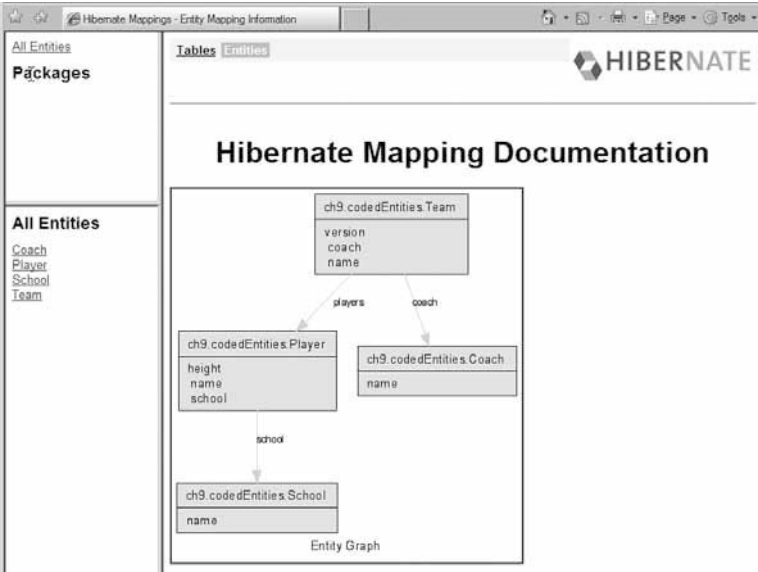 Hibernate Mappings - Entity Mapping Information
Page
Tools
All Entities
Packages
All Entities
Coach
Player
School
Team
Tables Entities
HIBERNATE
Hibernate Mapping Documentation
ch9.codedEntities.Team
version
coach
name
players
coach
ch9.codedEntities.Player
height
name
school
ch9.codedEntities.Coach
name
school
ch9.codedEntities.School
name
Entity Graph